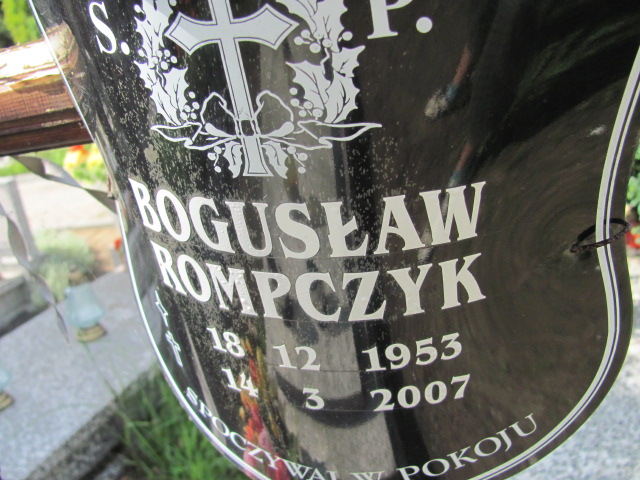 S. P.
BOGUSŁAW
ROMPCZYK
18 12 1953
14 3 2007
SPOCZYWAJ W POKOJU